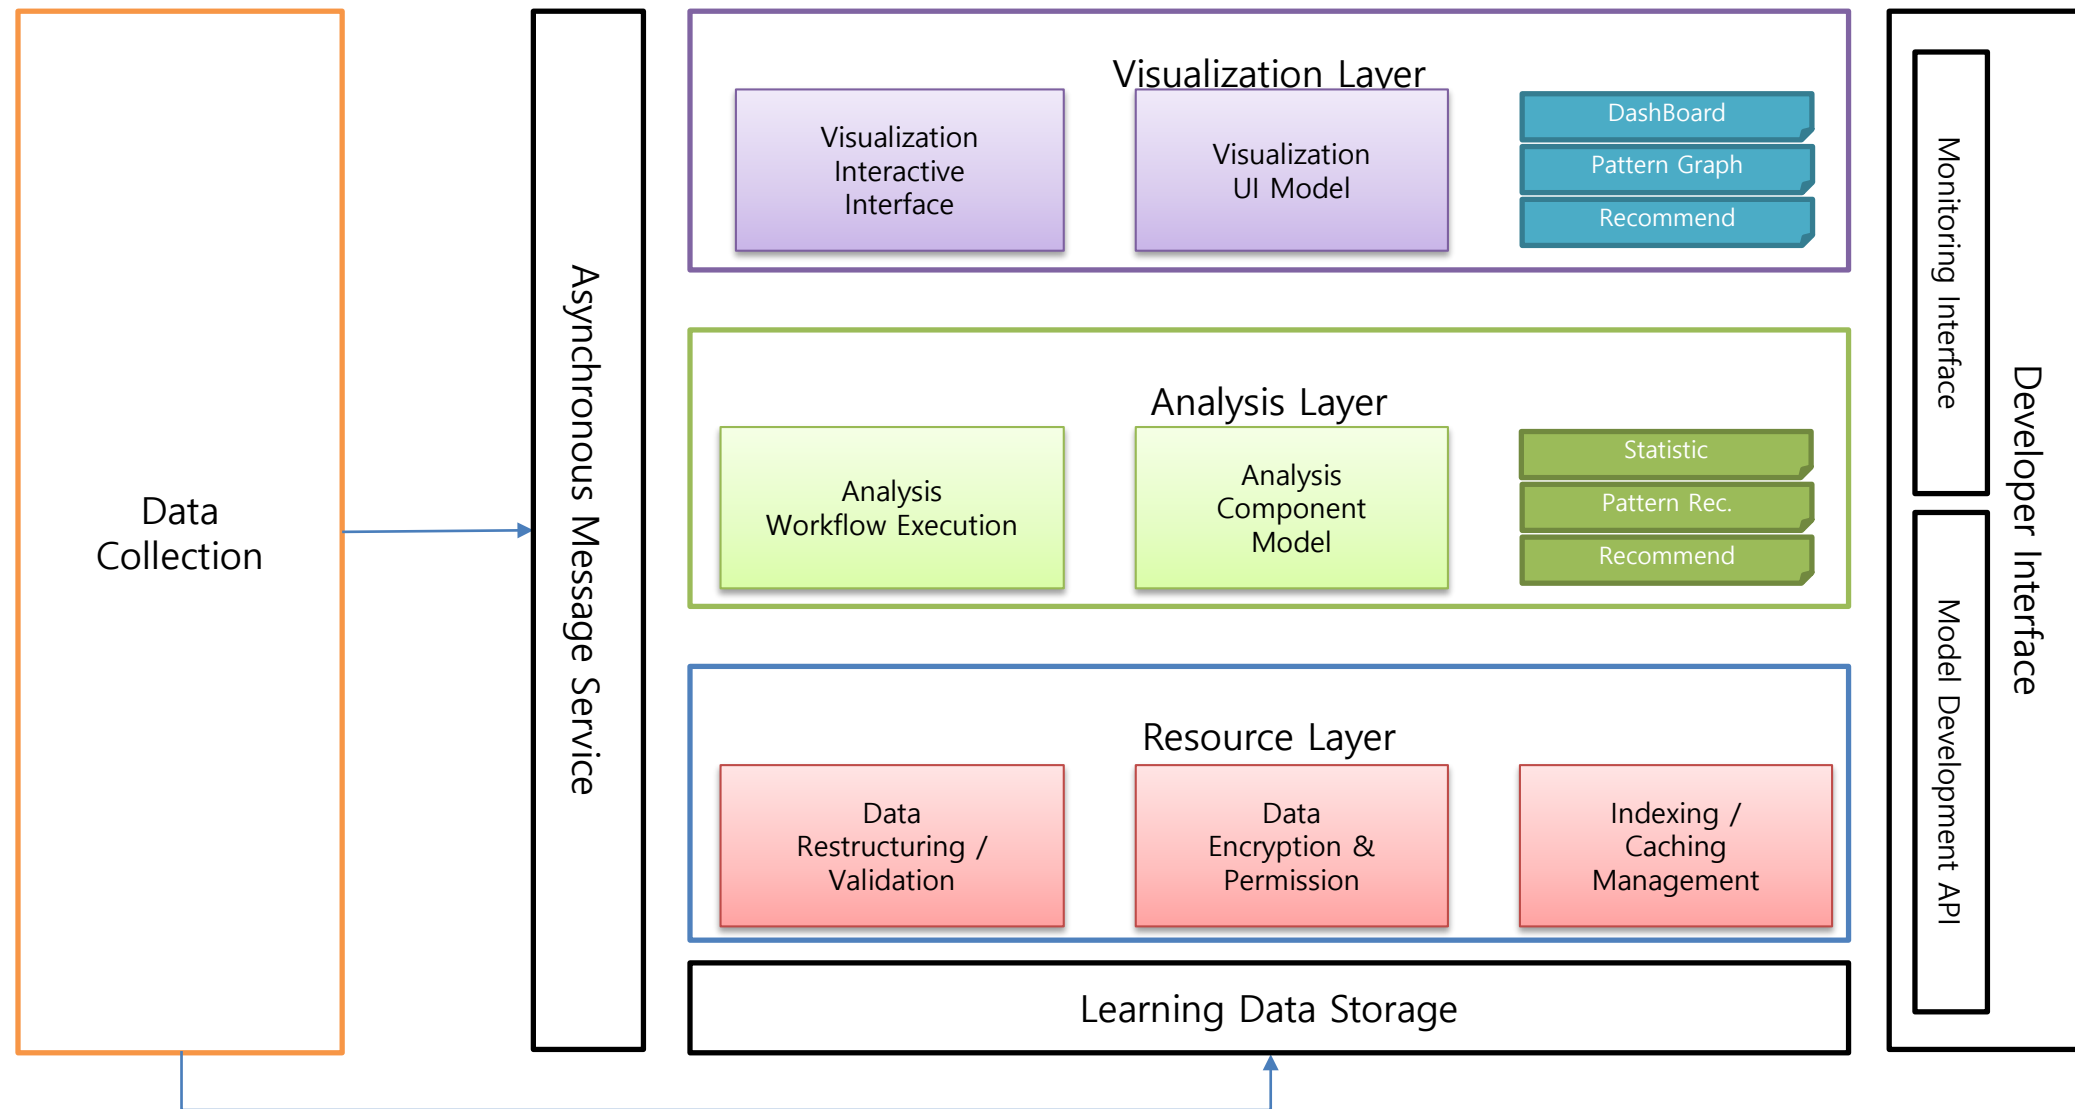 Data
Collection
Asynchronous Message Service
Visualization Layer
Visualization
Interactive
Interface
Visualization
UI Model
DashBoard
Pattern Graph
Recommend
Analysis Layer
Analysis
Workflow Execution
Analysis
Component
Model
Statistic
Pattern Rec.
Recommend
Resource Layer
Data
Restructuring /
Validation
Data
Encryption &
Permission
Indexing /
Caching
Management
Learning Data Storage
Monitoring Interface
Model Development API
Developer Interface